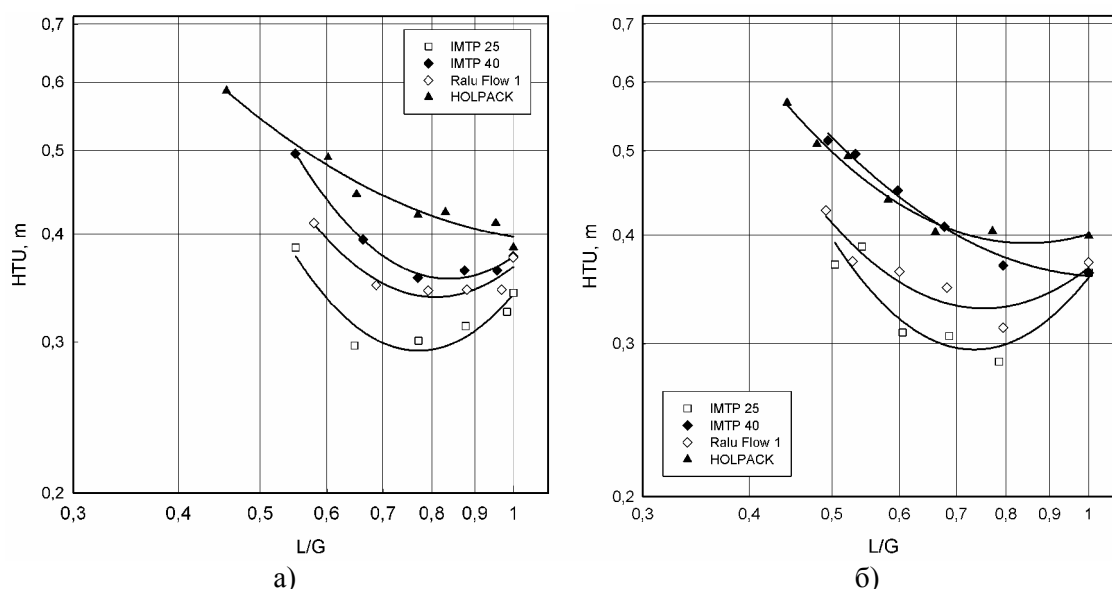 0,7
0,6
0,5
0,4
0,3
0,2
HTU, m
IMTP 25
IMTP 40
Ralu Flow 1
HOLPACK
0,3 0,4 0,5 0,6 0,7 0,8 0,9 1
L/G
а)
0,7
0,6
0,5
0,4
0,3
0,2
HTU, m
IMTP 25
IMTP 40
Ralu Flow 1
HOLPACK
0,3 0,4 0,5 0,6 0,7 0,8 0,9 1
L/G
б)